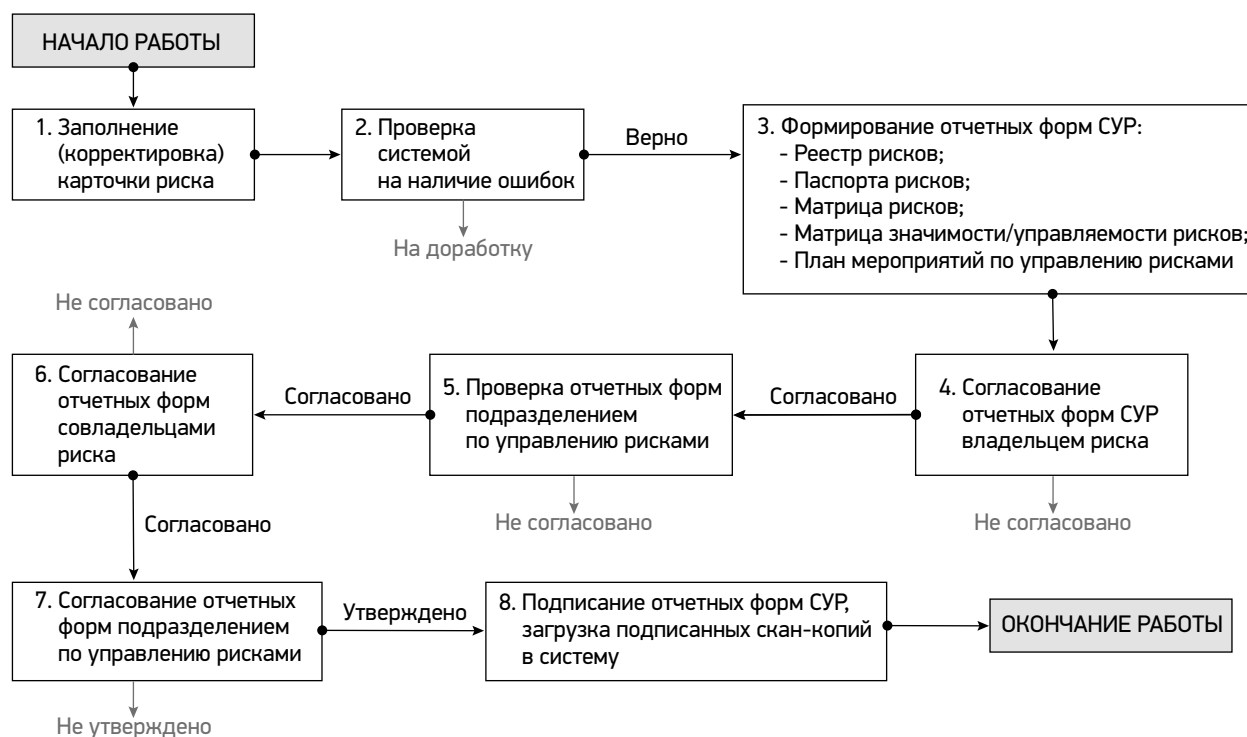 НАЧАЛО РАБОТЫ
1. Заполнение
(корректировка)
карточки риска
2. Проверка
системой
на наличие ошибок
Верно
На доработку
3. Формирование отчетных форм СУР:
- Реестр рисков;
- Паспорта рисков;
- Матрица рисков;
- Матрица значимости/управляемости рисков;
- План мероприятий по управлению рисками
4. Согласование
отчетных форм СУР
владельцем риска
Не согласовано
Согласовано
5. Проверка отчетных форм
подразделением
по управлению рисками
Не согласовано
Согласовано
6. Согласование
отчетных форм
совладельцами
риска
Не согласовано
Согласовано
7. Согласование отчетных
форм подразделением
по управлению рисками
Не утверждено
Утверждено
8. Подписание отчетных форм СУР,
загрузка подписанных скан-копий
в систему
ОКОНЧАНИЕ РАБОТЫ